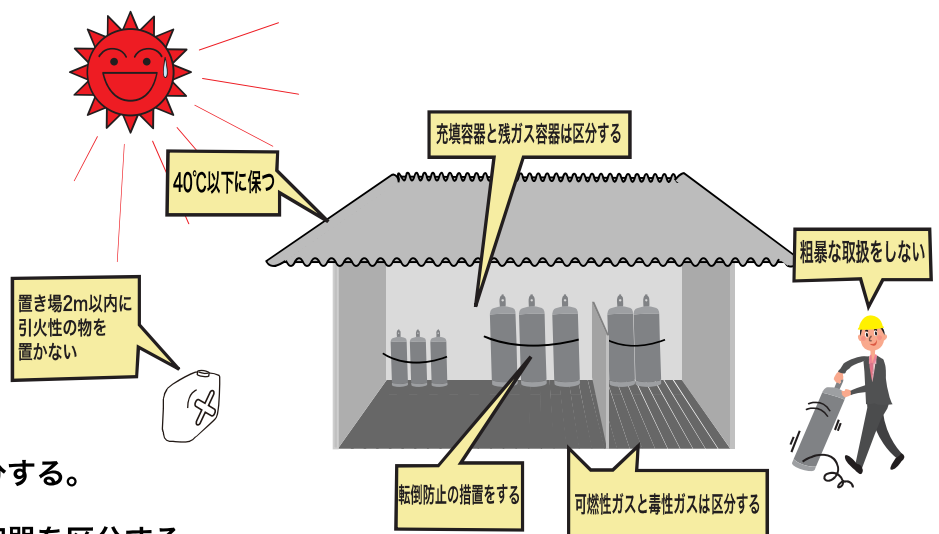 充填容器と残ガス容器は区分する
40℃以下に保つ
粗暴な取扱をしない
置き場2m以内に
引火性の物を
置かない
転倒防止の措置をする
可燃性ガスと毒性ガスは区分する
する。